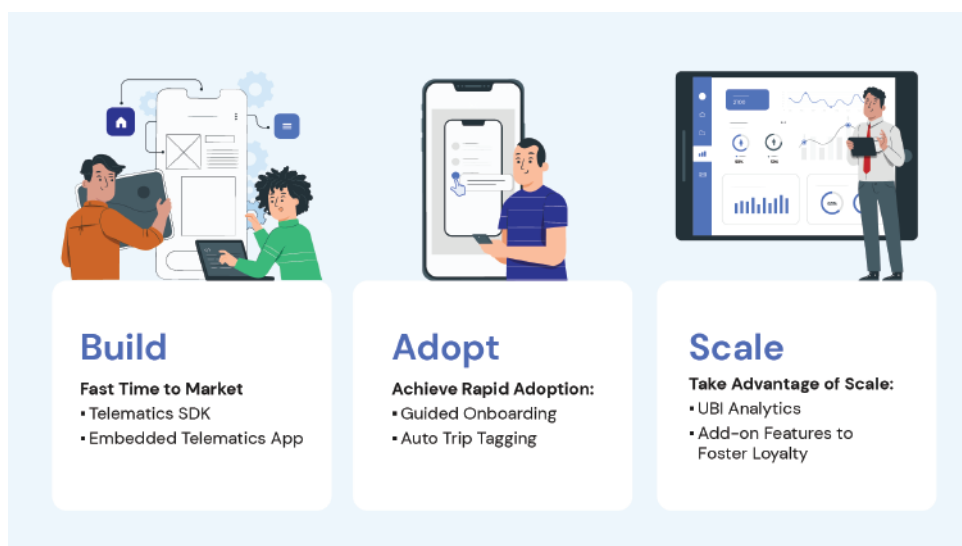 Build
Fast Time to Market
▪ Telematics SDK
▪ Embedded Telematics App
Adopt
Achieve Rapid Adoption:
▪ Guided Onboarding
▪ Auto Trip Tagging
Scale
Take Advantage of Scale:
▪ UBI Analytics
▪ Add-on Features to
Foster Loyalty